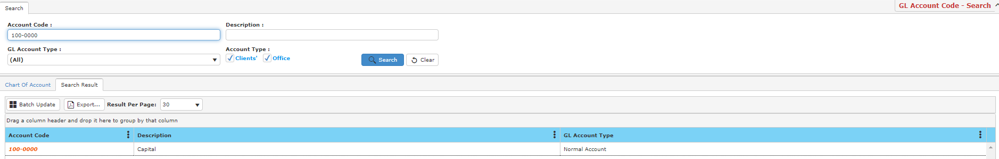 Search
GL Account Code - Search
Account Code :
Description :
100-0000
GL Account Type :
Account Type :
(All)
Clients'
Office
Search
Clear
Chart Of Account
Search Result
Batch Update
Export...
Result Per Page:
30
Drag a column header and drop it here to group by that column
Account Code
Description
GL Account Type
100-0000
Capital
Normal Account